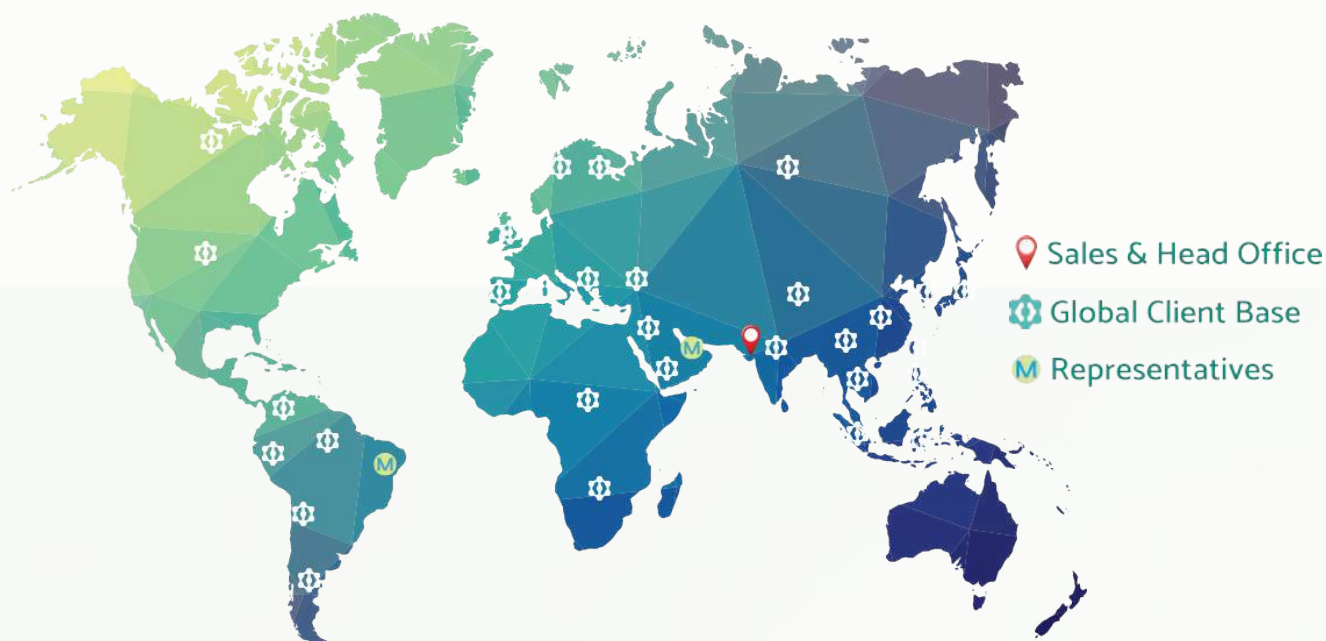 Sales & Head Office
Global Client Base
M Representatives
M
M